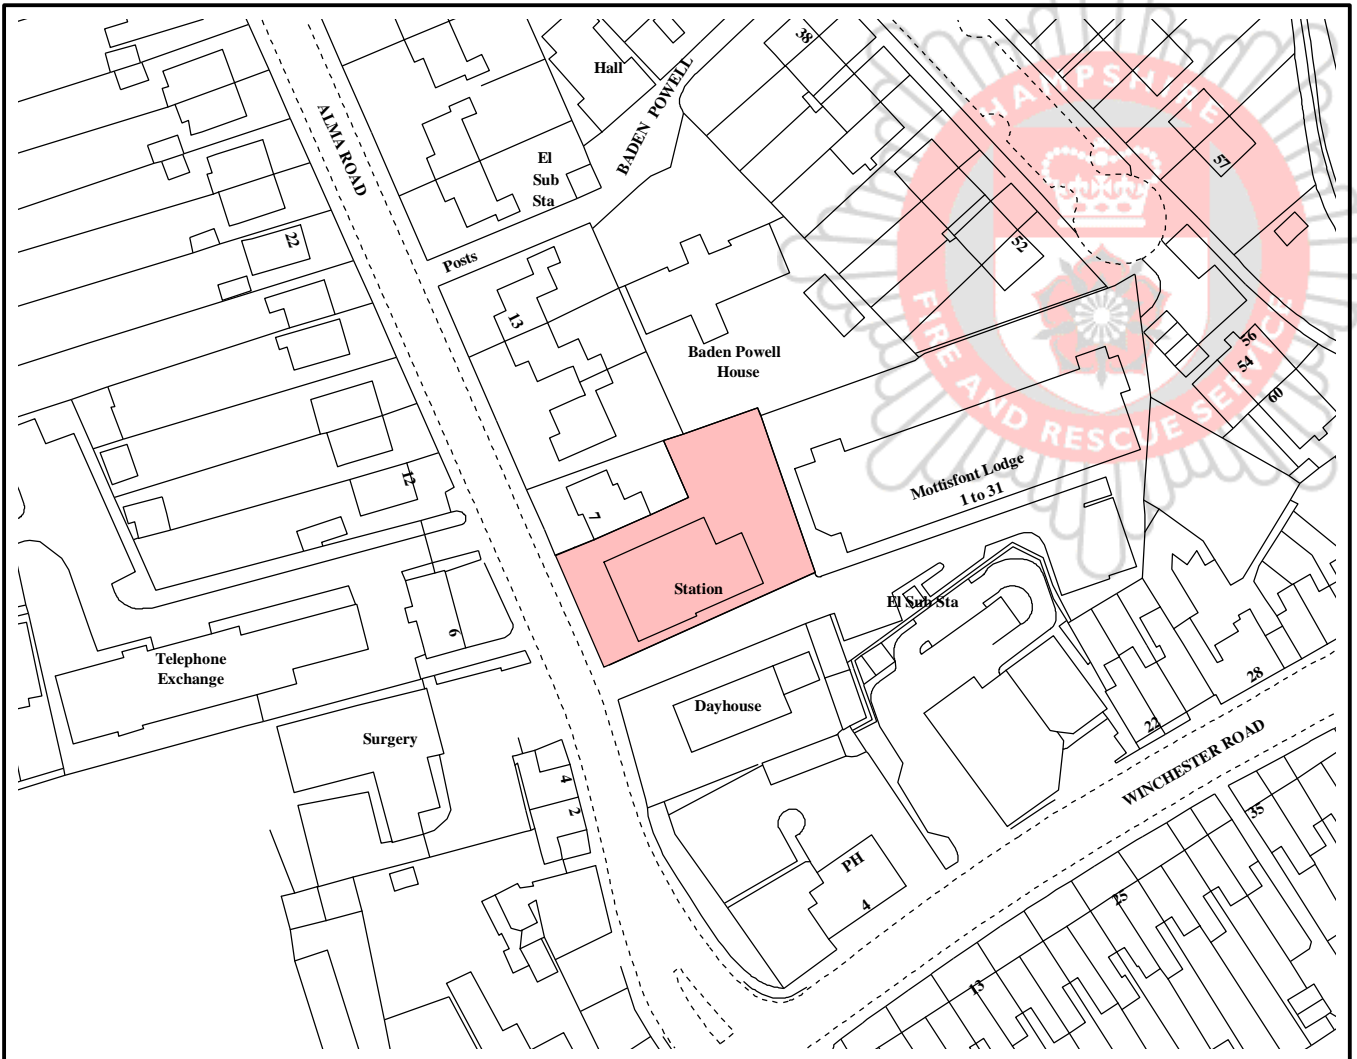 HAMPSHIRE
FIRE AND RESCUE SERVICE
38
Hall
BADEN POWELL
ALMA ROAD
El
Sub
Sta
57
22
52
Posts
13
Baden Powell
House
56
54
60
Mottisfont Lodge
1 to 31
12
7
Station
El Sub Sta
6
Telephone
Exchange
28
Dayhouse
22
Surgery
WINCHESTER ROAD
4
2
35
PH
4
25
13